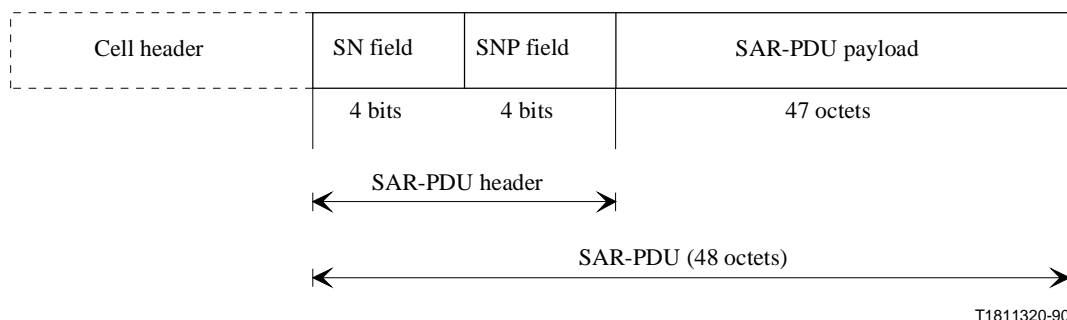 Cell header
SN field
SNP field
SAR-PDU payload
4 bits
4 bits
47 octets
SAR-PDU header
SAR-PDU (48 octets)
T1811320-90